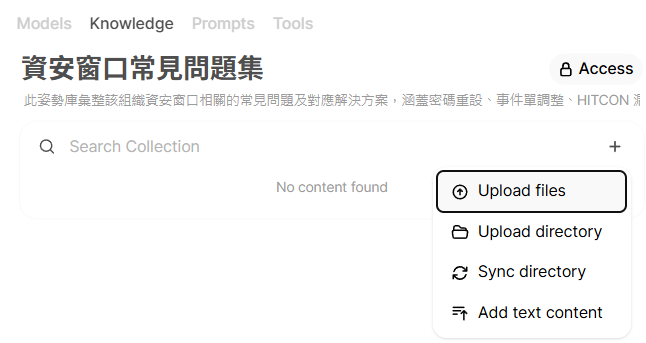 Models Knowledge Prompts Tools
資安窗口常見問題集
Access
此姿勢庫彙整該組織資安窗口相關的常見問題及對應解決方案，涵蓋密碼重設、事件單調整、HITCON
Search Collection
No content found
Upload files
Upload directory
Sync directory
Add text content